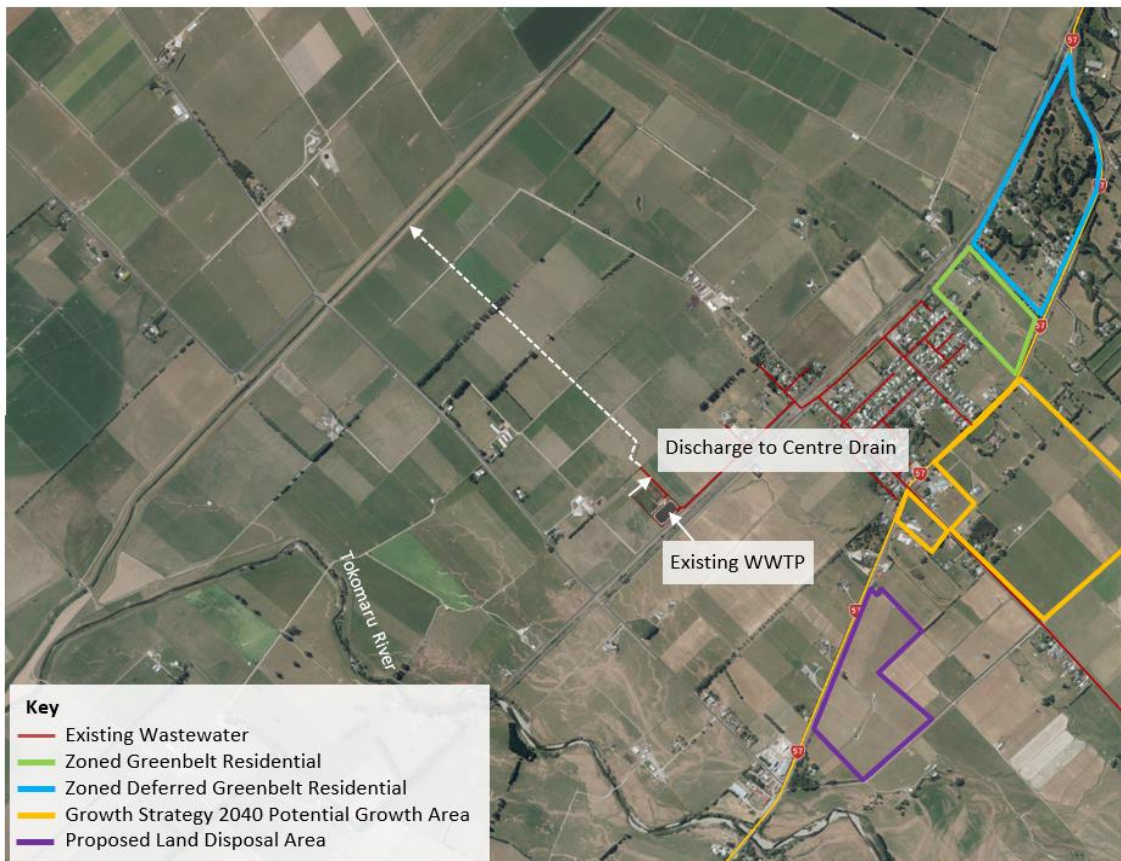 57
57
57
Discharge to Centre Drain
57
Existing WWTP
Tokomaru River
57
57
Key
Existing Wastewater
Zoned Greenbelt Residential
Zoned Deferred Greenbelt Residential
Growth Strategy 2040 Potential Growth Area
Proposed Land Disposal Area